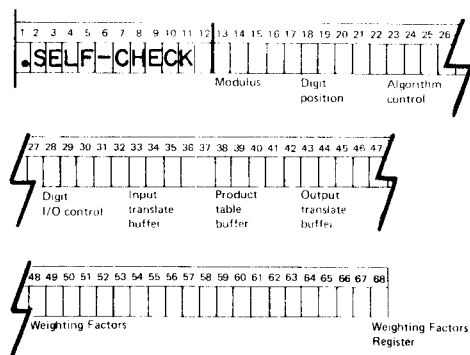 1 2 3 4 5 6 7 8 9 10 11 12 13 14 15 16 17 18 19 20 21 22 23 24 25 26
.SELF-CHECK
Modulus Digit position Algorithm control
27 28 29 30 31 32 33 34 35 36 37 38 39 40 41 42 43 44 45 46 47
Digit I/O control Input translate buffer Product table buffer Output translate buffer
48 49 50 51 52 53 54 55 56 57 58 59 60 61 62 63 64 65 66 67 68
Weighting Factors Weighting Factors Register